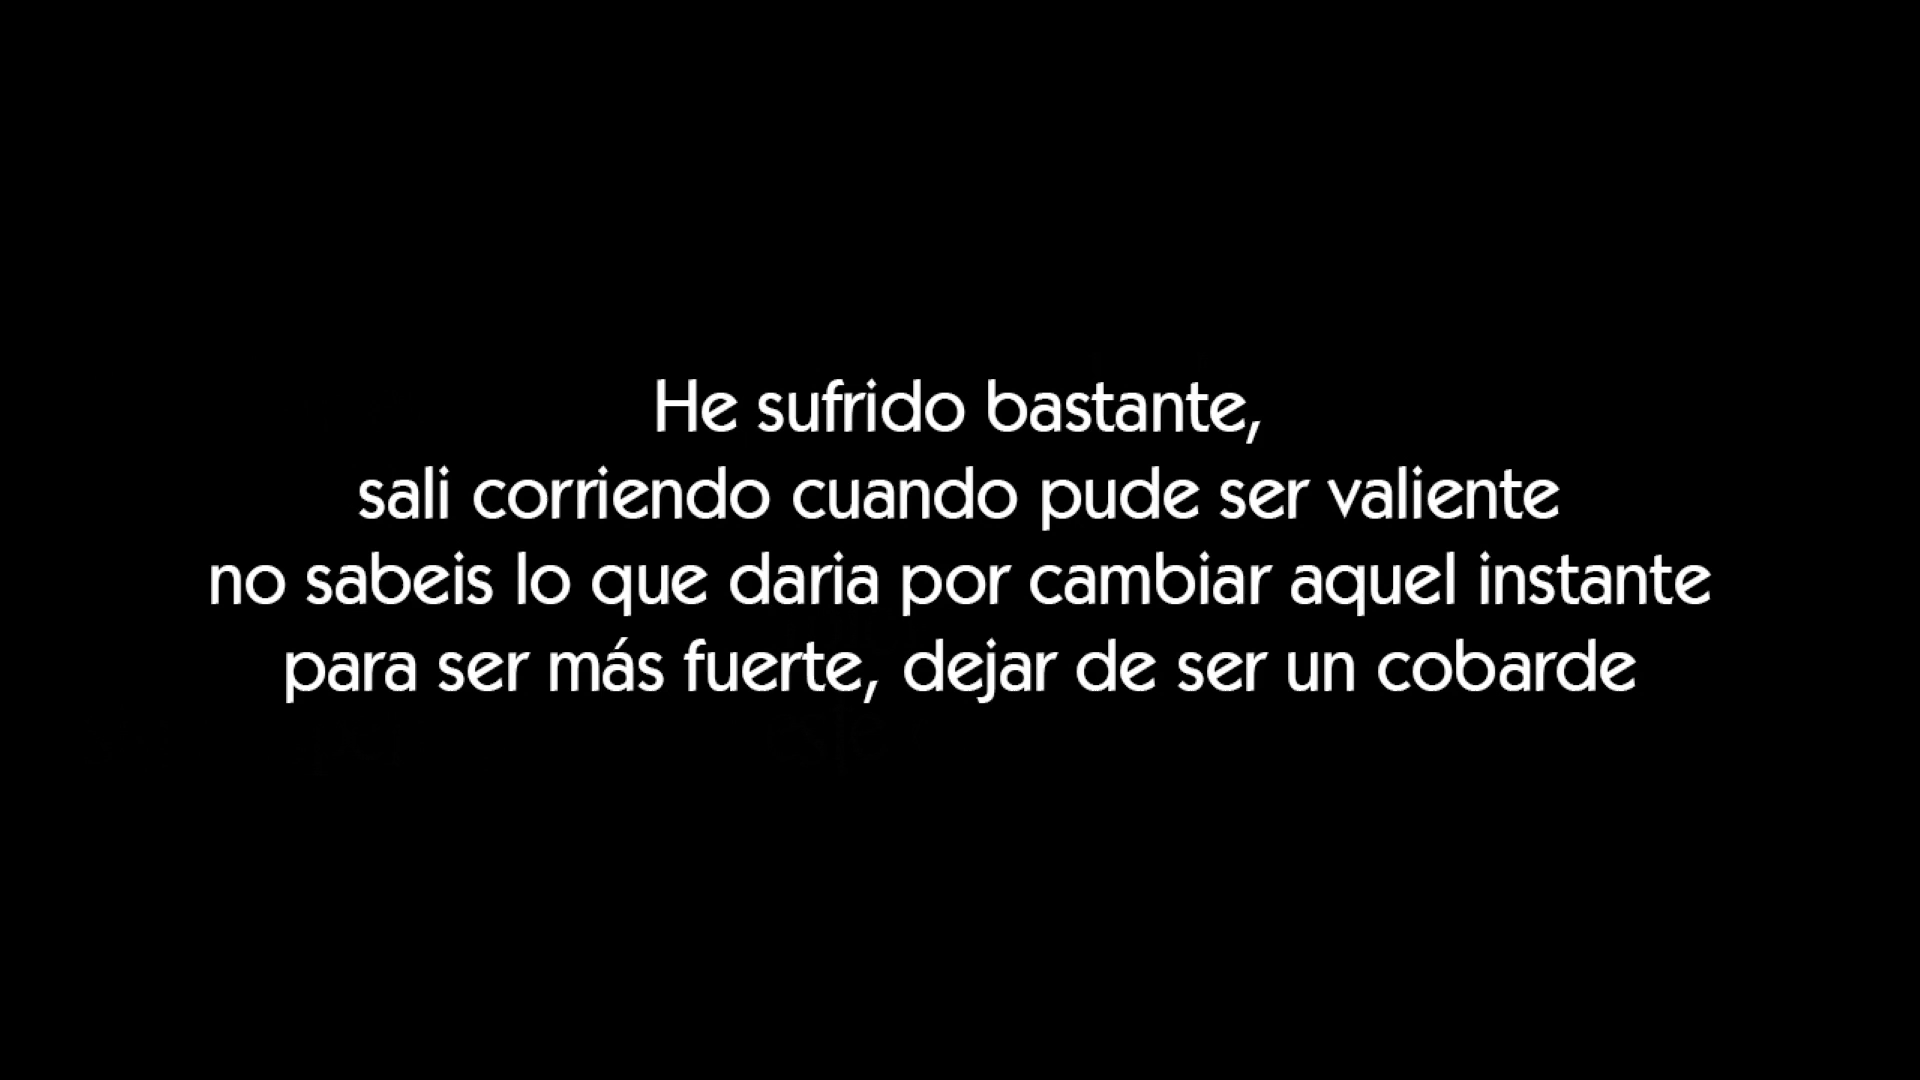 He sufrido bastante,
sali corriendo cuando pude ser valiente
no sabeis lo que daria por cambiar aquel instante
para ser más fuerte, dejar de ser un cobarde